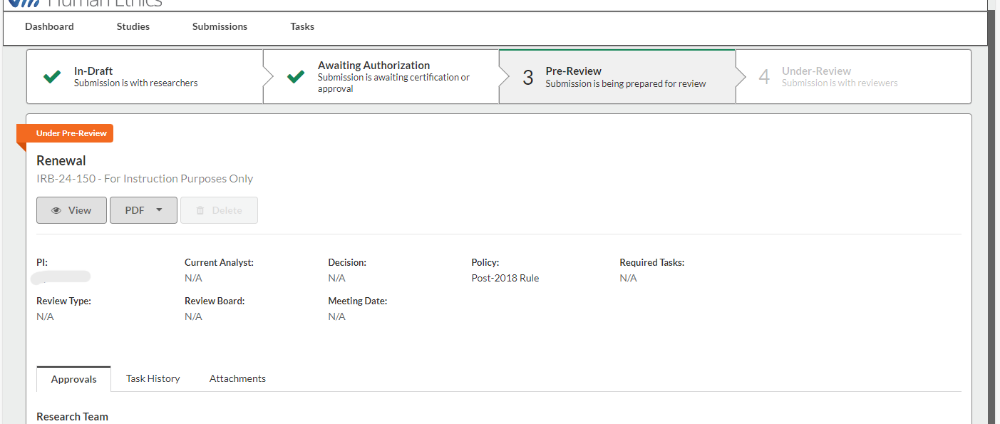 Human Ethics
Dashboard Studies Submissions Tasks
In-Draft
Submission is with researchers
Awaiting Authorization
Submission is awaiting certification or
approval
3
Pre-Review
Submission is being prepared for review
4
Under-Review
Submission is with reviewers
Under Pre-Review
Renewal
IRB-24-150 - For Instruction Purposes Only
View PDF Delete
PI: Current Analyst: Decision: Policy: Required Tasks:
N/A N/A Post-2018 Rule N/A
Review Type: Review Board: Meeting Date:
N/A N/A N/A
Approvals Task History Attachments
Research Team